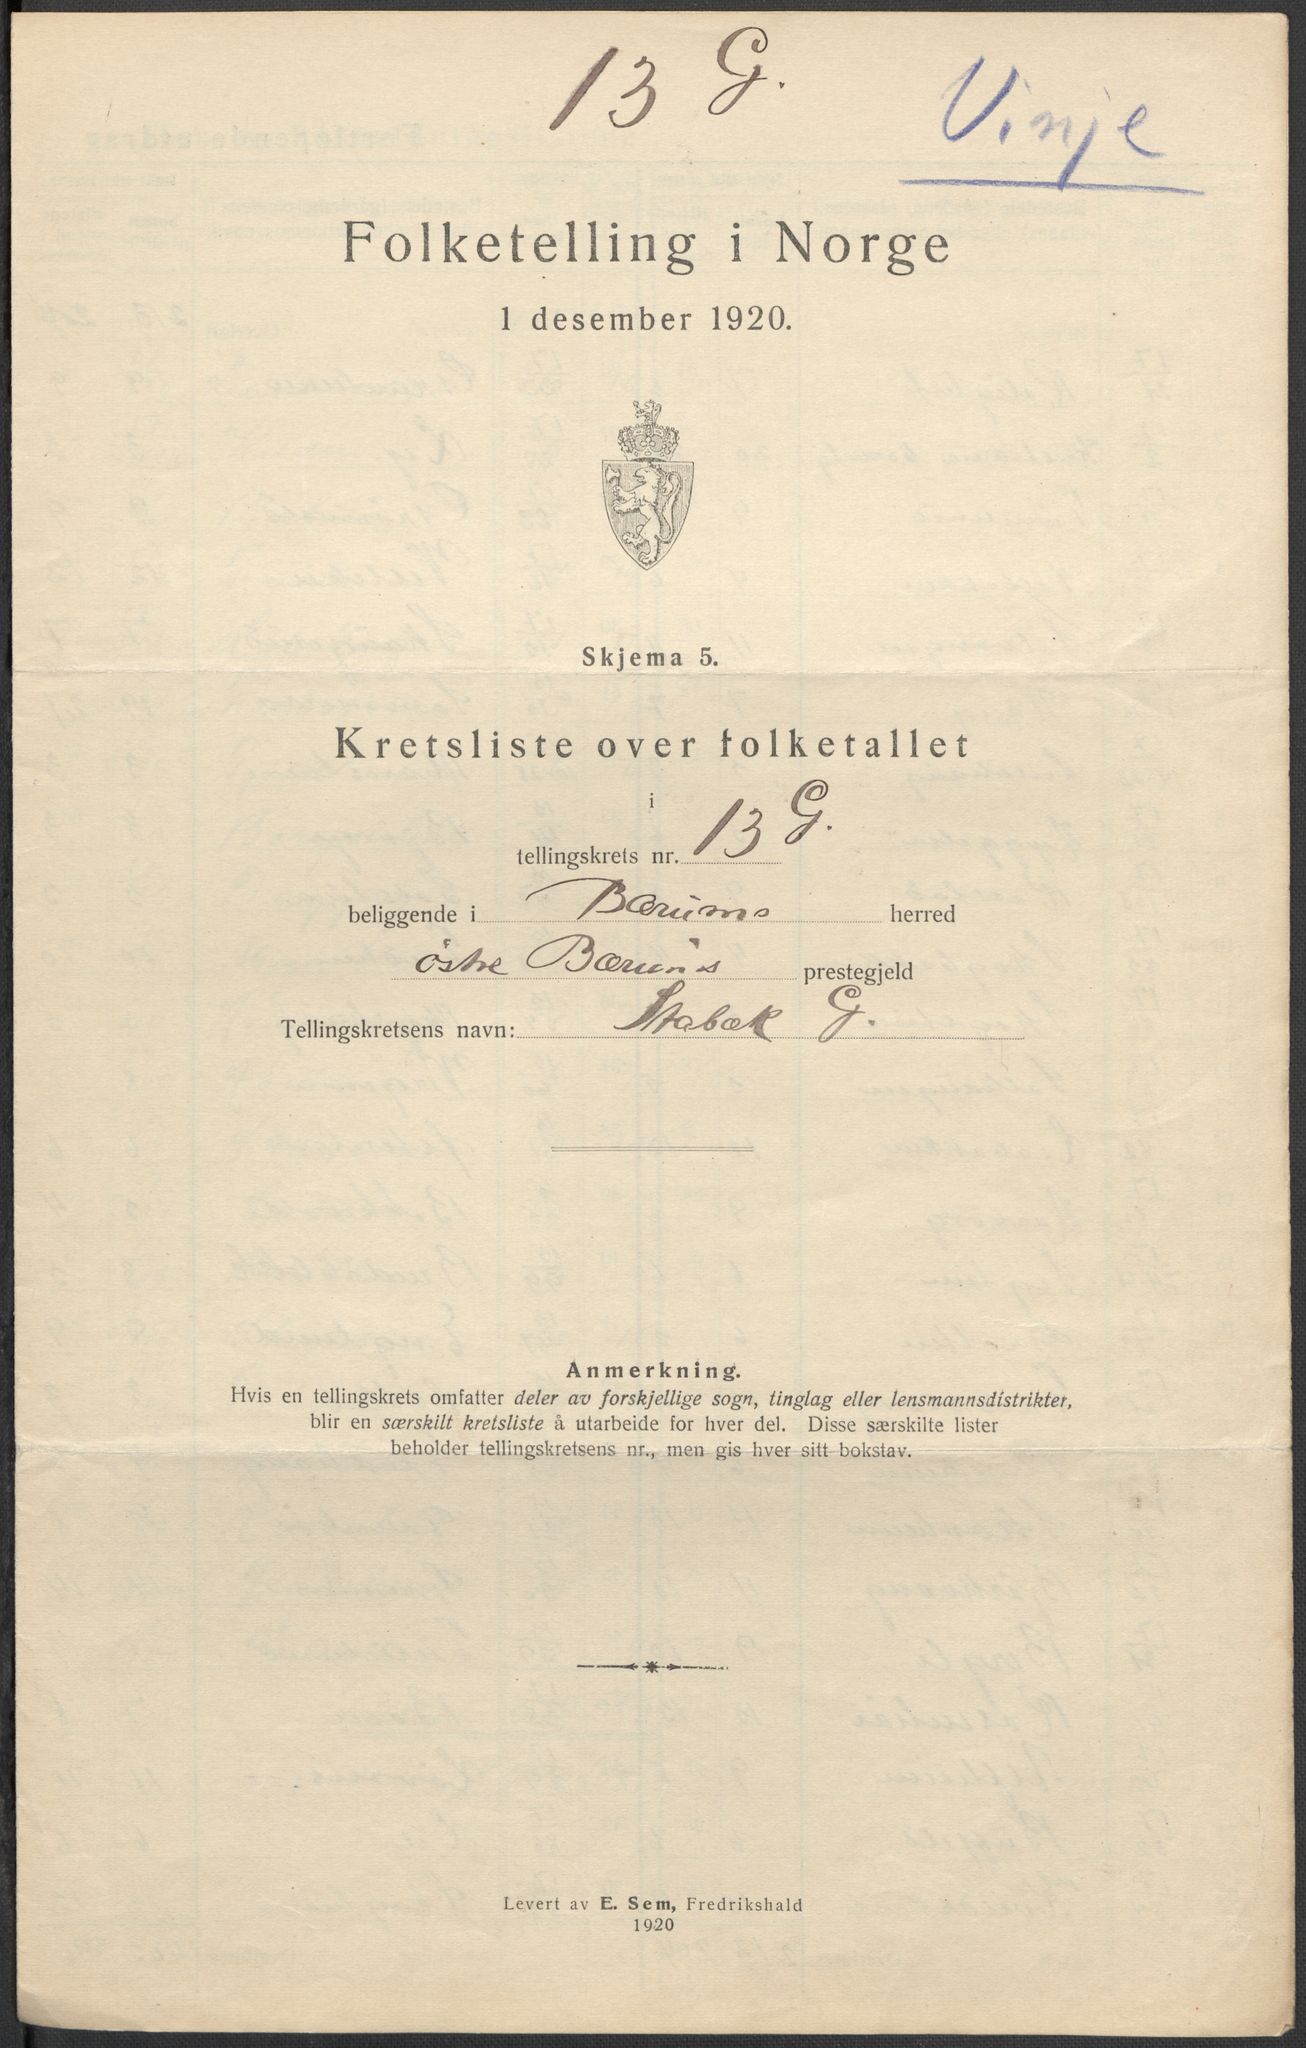 13 G.
Vinje
Folketelling i Norge
1 desember 1920.
Skjema 5.
Kretsliste over folketallet
i
tellingskrets nr. 13 G.
beliggende i Bærums herred
östre Bærums prestegjeld
Tellingskretsens navn: Stabæk G.
Anmerkning.
Hvis en tellingskrets omfatter deler av forskjellige sogn, tinglag eller lensmannsdistrikter,
blir en særskilt kretsliste å utarbeide for hver del. Disse særskilte lister
beholder tellingskretsens nr., men gis hver sitt bokstav.
Levert av E. Sem, Fredrikshald
1920